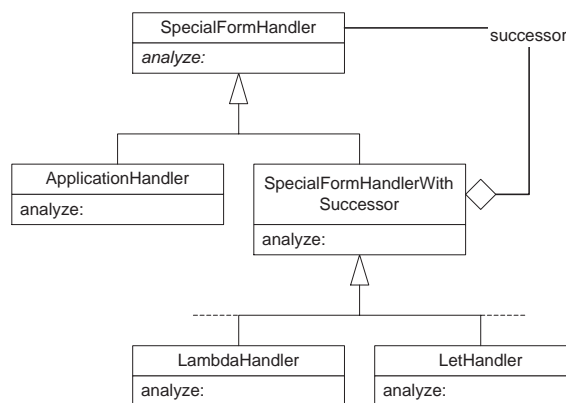 SpecialFormHandler
analyze:
successor
ApplicationHandler
analyze:
SpecialFormHandlerWith
Successor
analyze:
LambdaHandler
analyze:
LetHandler
analyze: